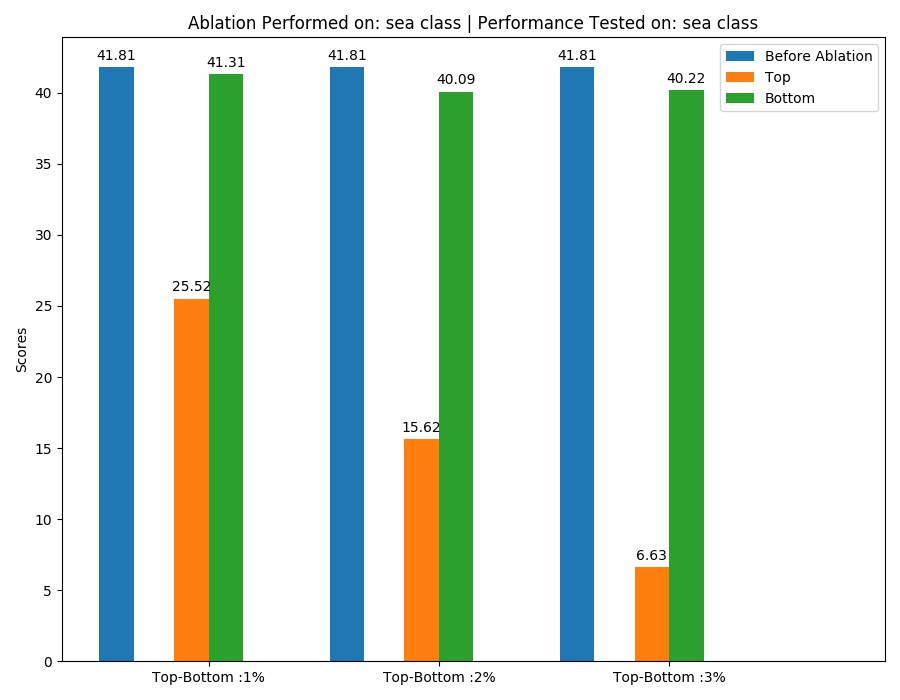 Ablation Performed on: sea class | Performance Tested on: sea class
41.81
41.31
41.81
40.09
41.81
40.22
25.52
15.62
6.63
Before Ablation
Top
Bottom
Scores
40
35
30
25
20
15
10
5
0
Top-Bottom :1%
Top-Bottom :2%
Top-Bottom :3%